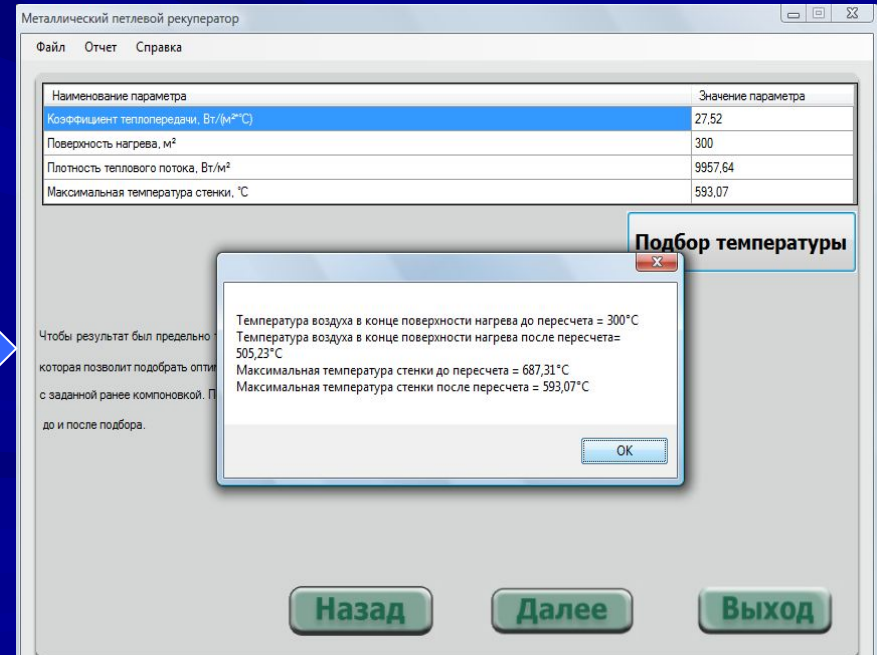 Металлический петлевой рекуператор
Файл Отчет Справка
Наименование параметра Значение параметра
Коэффициент теплопередачи, Вт/(м²*°С) 27,52
Поверхность нагрева, м² 300
Плотность теплового потока, Вт/м² 9957,64
Максимальная температура стенки, °С 593,07
Подбор температуры
Температура воздуха в конце поверхности нагрева до пересчета = 300°С
Температура воздуха в конце поверхности нагрева после пересчета=
505,23°С
Максимальная температура стенки до пересчета = 687,31°С
Максимальная температура стенки после пересчета = 593,07°С
OK
Чтобы результат был предельно
которая позволит подобрать
с заданной ранее компоновкой.
до и после подбора.
Назад Далее Выход